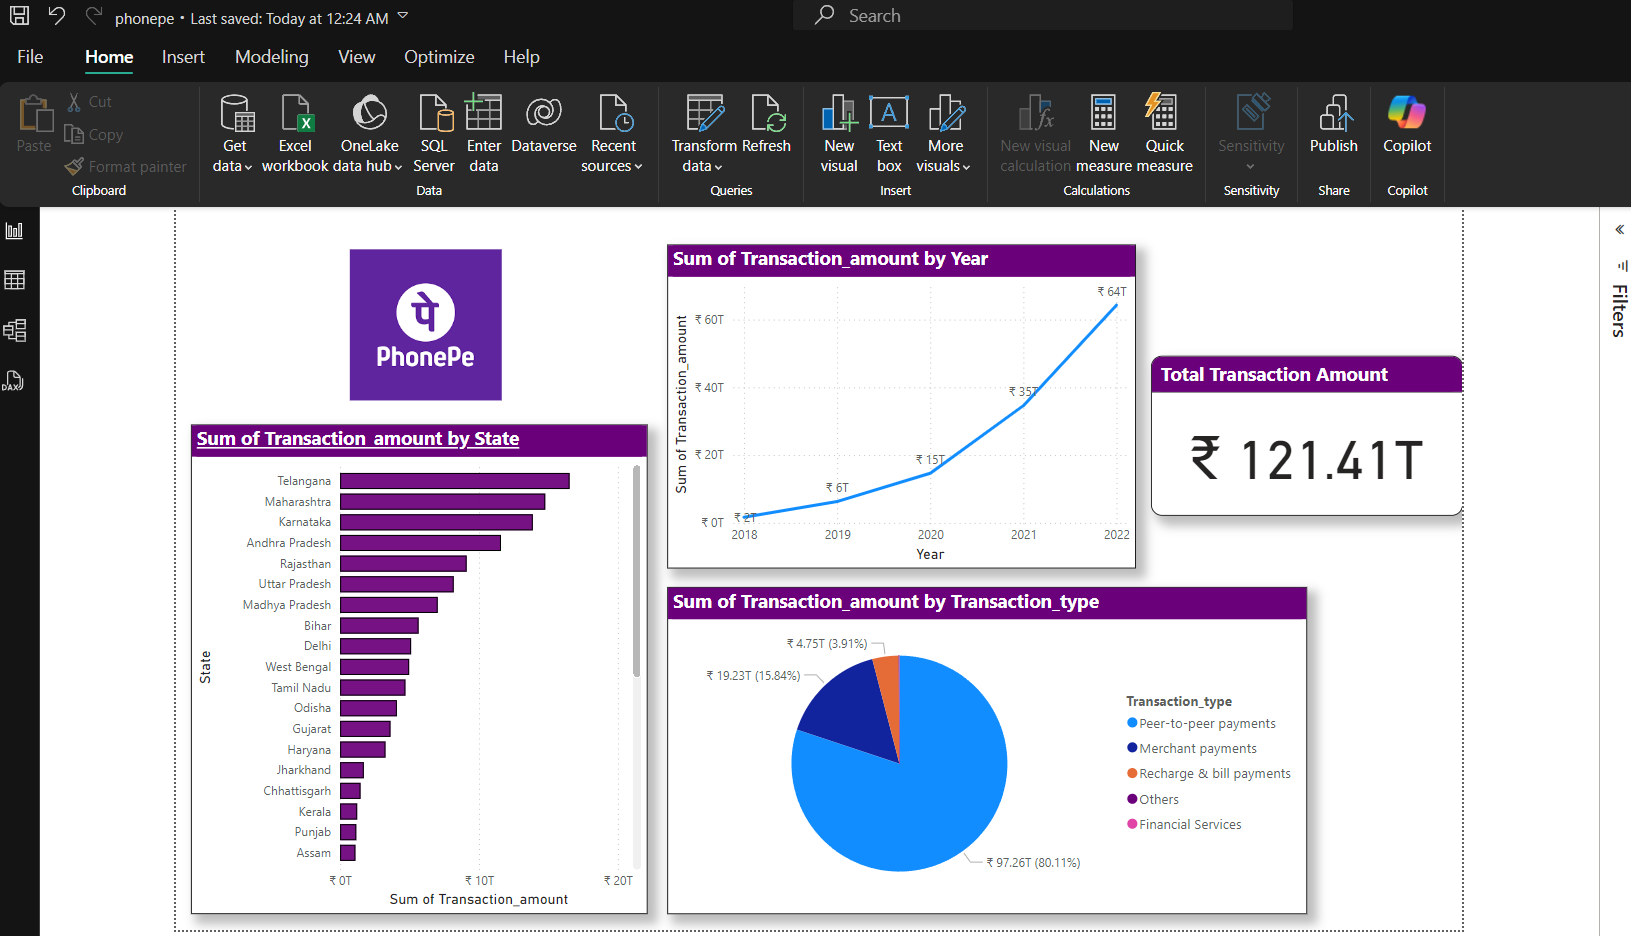 phonepe • Last saved: Today at 12:24 AM
Search
File Home Insert Modeling View Optimize Help
Paste
Cut
Copy
Format painter
Clipboard
Get data
Excel workbook
OneLake data hub
SQL Server
Enter data
Dataverse
Recent sources
Data
Transform data
Refresh
Queries
New visual
Text box
More visuals
Insert
New visual calculation
New measure
Quick measure
Calculations
Sensitivity
Sensitivity
Publish
Share
Copilot
Copilot
DAX
Filters
पे
PhonePe
Sum of Transaction_amount by State
State
Telangana
Maharashtra
Karnataka
Andhra Pradesh
Rajasthan
Uttar Pradesh
Madhya Pradesh
Bihar
Delhi
West Bengal
Tamil Nadu
Odisha
Gujarat
Haryana
Jharkhand
Chhattisgarh
Kerala
Punjab
Assam
₹ 0T ₹ 10T ₹ 20T
Sum of Transaction_amount
Sum of Transaction_amount by Year
Sum of Transaction_amount
₹ 60T
₹ 40T
₹ 20T
₹ 0T
₹ 2T
₹ 6T
₹ 15T
₹ 35T
₹ 64T
2018 2019 2020 2021 2022
Year
Total Transaction Amount
₹ 121.41T
Sum of Transaction_amount by Transaction_type
₹ 4.75T (3.91%)
₹ 19.23T (15.84%)
₹ 97.26T (80.11%)
Transaction_type
Peer-to-peer payments
Merchant payments
Recharge & bill payments
Others
Financial Services